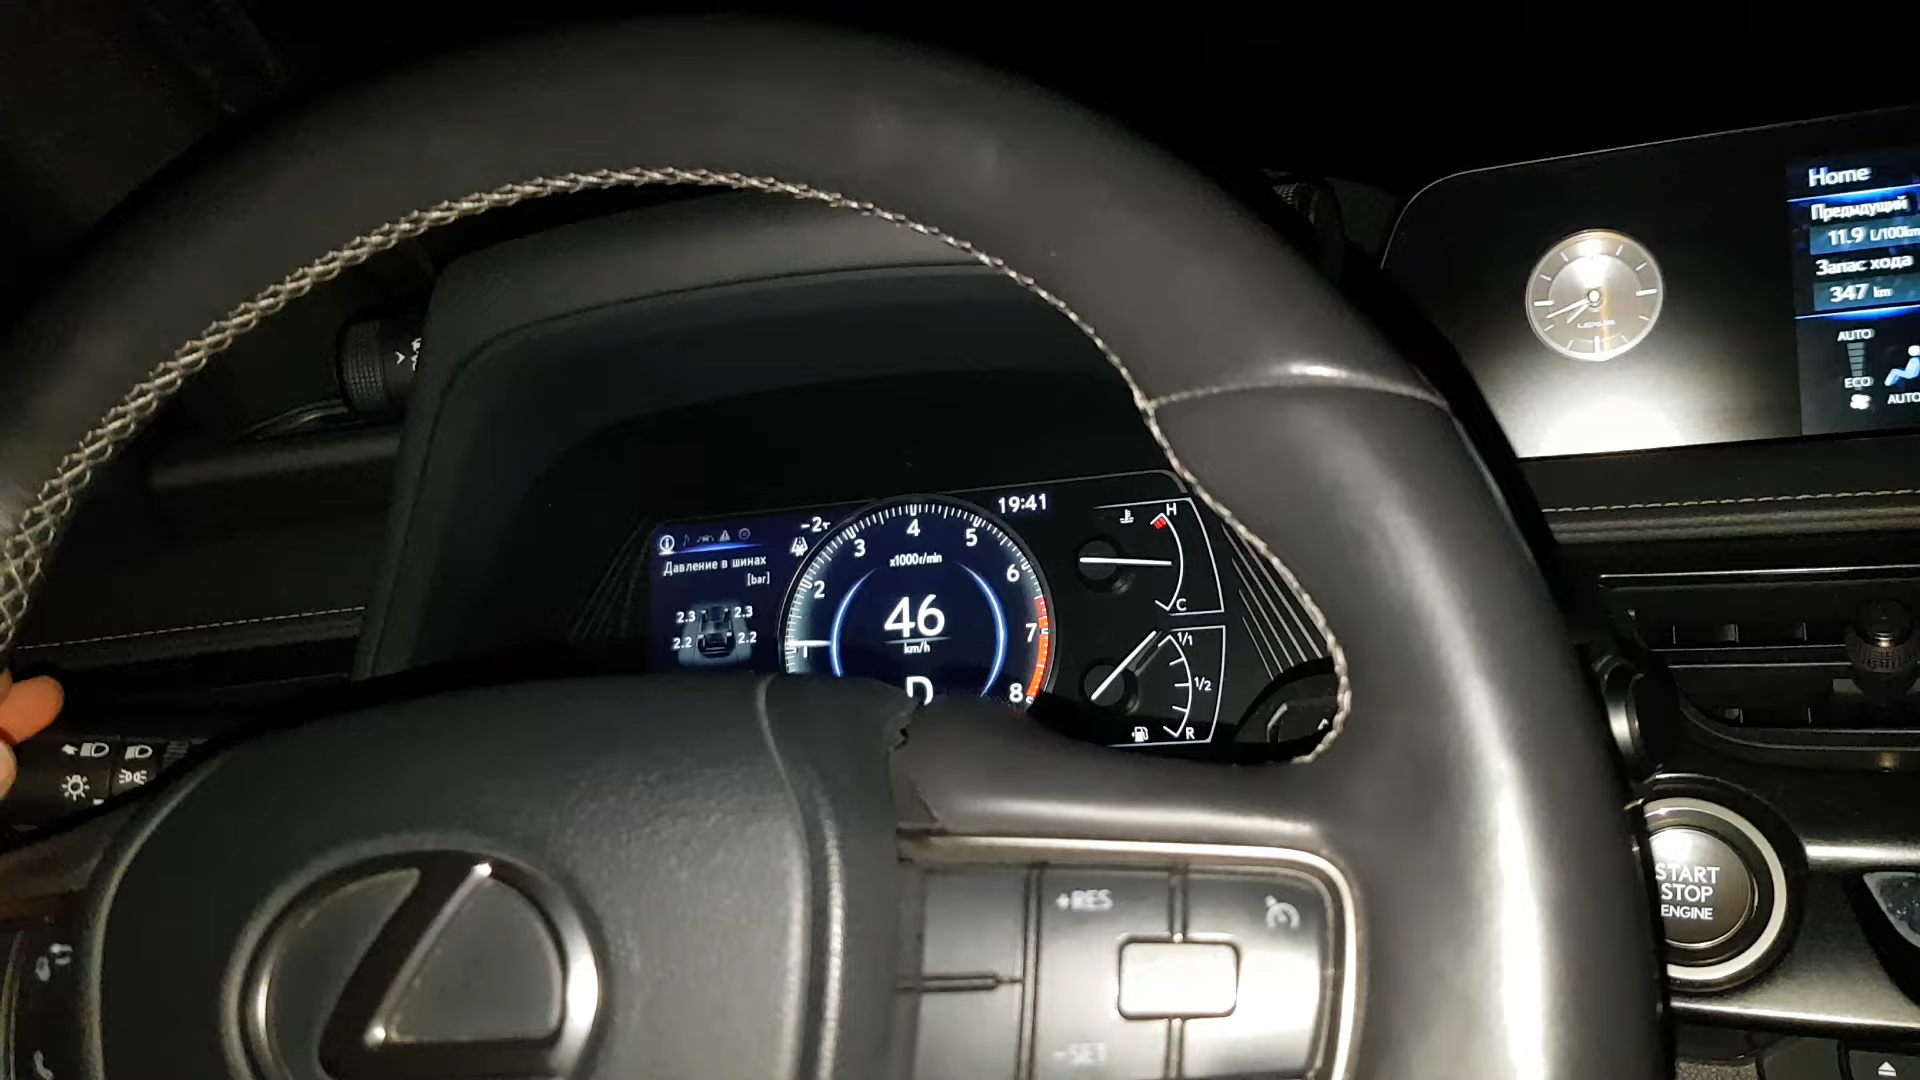 Home
Предыдущий
11.9 L/100km
Запас хода
347 km
AUTO
ECO
AUTO
LEXUS
19:41
-2
Давление в шинах
[bar]
2.3 2.3
2.2 2.2
1 2 3 4 5 6 7 8
x1000r/min
46
km/h
D
H
C
1/1
1/2
R
START
STOP
ENGINE
+RES
-SET